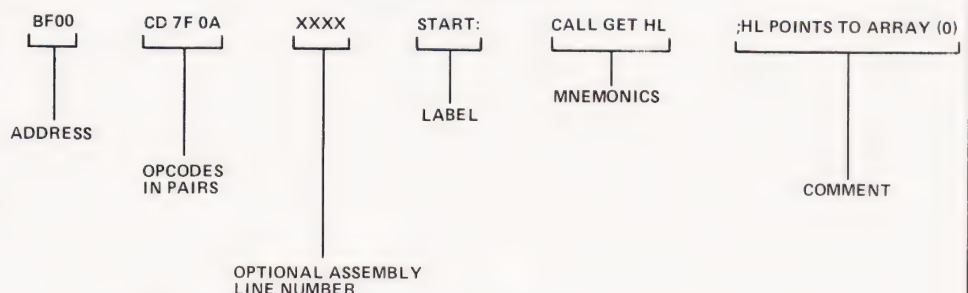 BF00 CD 7F 0A XXXX START: CALL GET HL ;HL POINTS TO ARRAY (0)
ADDRESS
OPCODES
IN PAIRS
OPTIONAL ASSEMBLY
LINE NUMBER
LABEL
MNEMONICS
COMMENT